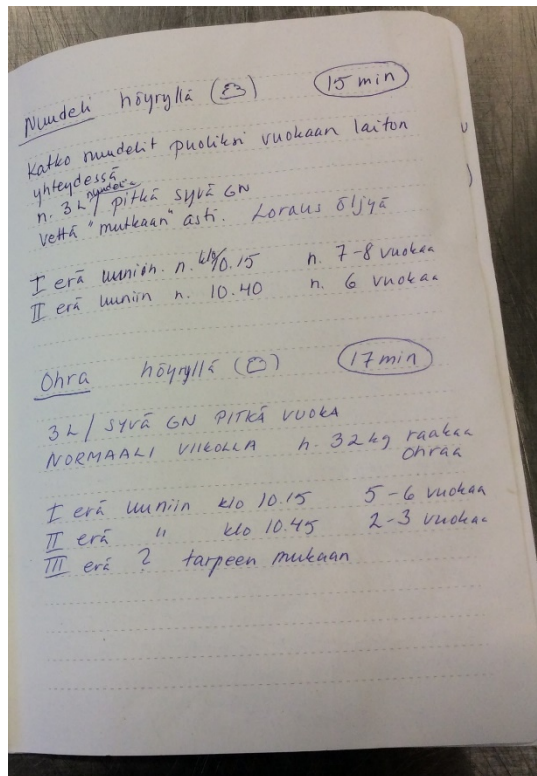 Nuudeli höyryllä ( ) 15 min
Katko nuudelit puoliksi vuokaan laiton
yhteydessä
n. 3 L nuudelia / pitkä syvä GN
vettä "mutkaan" asti. Loraus öljyä
I erä uuniin n. klo 10.15 n. 7-8 vuokaa
II erä uuniin n. 10.40 n. 6 vuokaa
Ohra höyryllä ( ) 17 min
3 L / SYVÄ GN PITKÄ VUOKA
NORMAALI VIIKOLLA n. 32 kg raakaa
ohraa
I erä uuniin klo 10.15 5-6 vuokaa
II erä " klo 10.45 2-3 vuokaa
III erä ? tarpeen mukaan